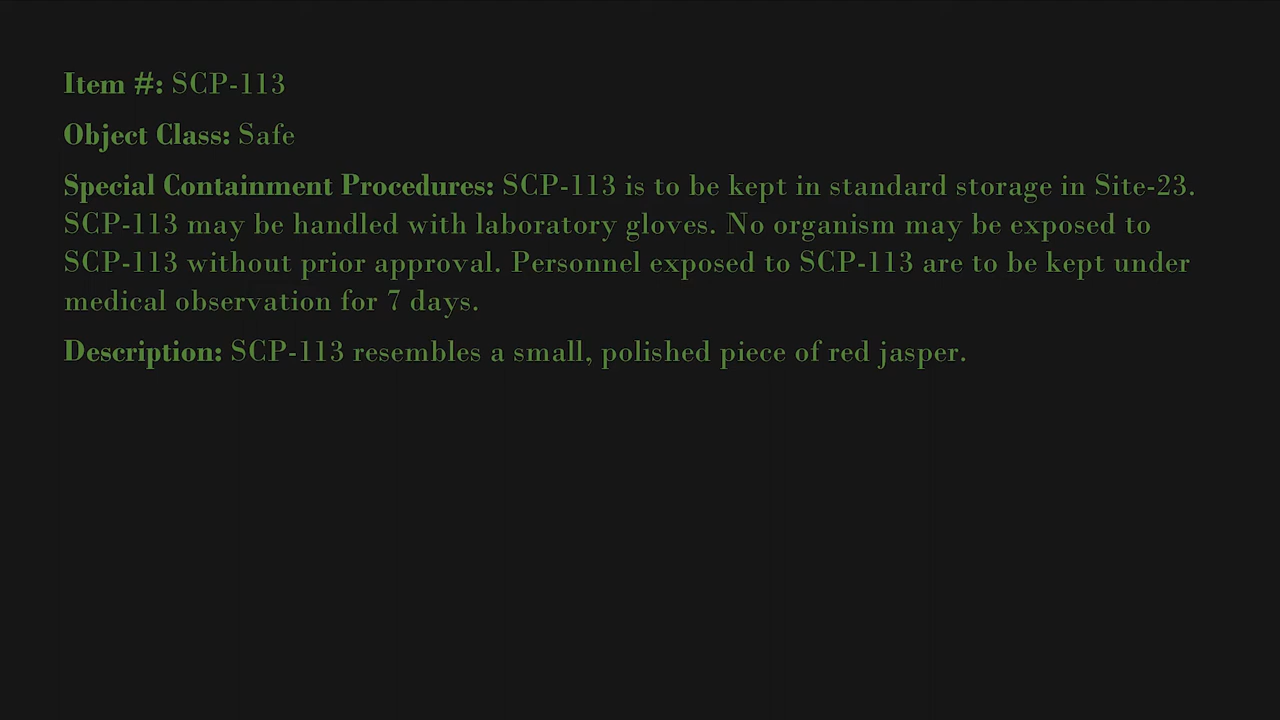 Item #: SCP-113
Object Class: Safe
Special Containment Procedures: SCP-113 is to be kept in standard storage in Site-23.
SCP-113 may be handled with laboratory gloves. No organism may be exposed to
SCP-113 without prior approval. Personnel exposed to SCP-113 are to be kept under
medical observation for 7 days.
Description: SCP-113 resembles a small, polished piece of red jasper.